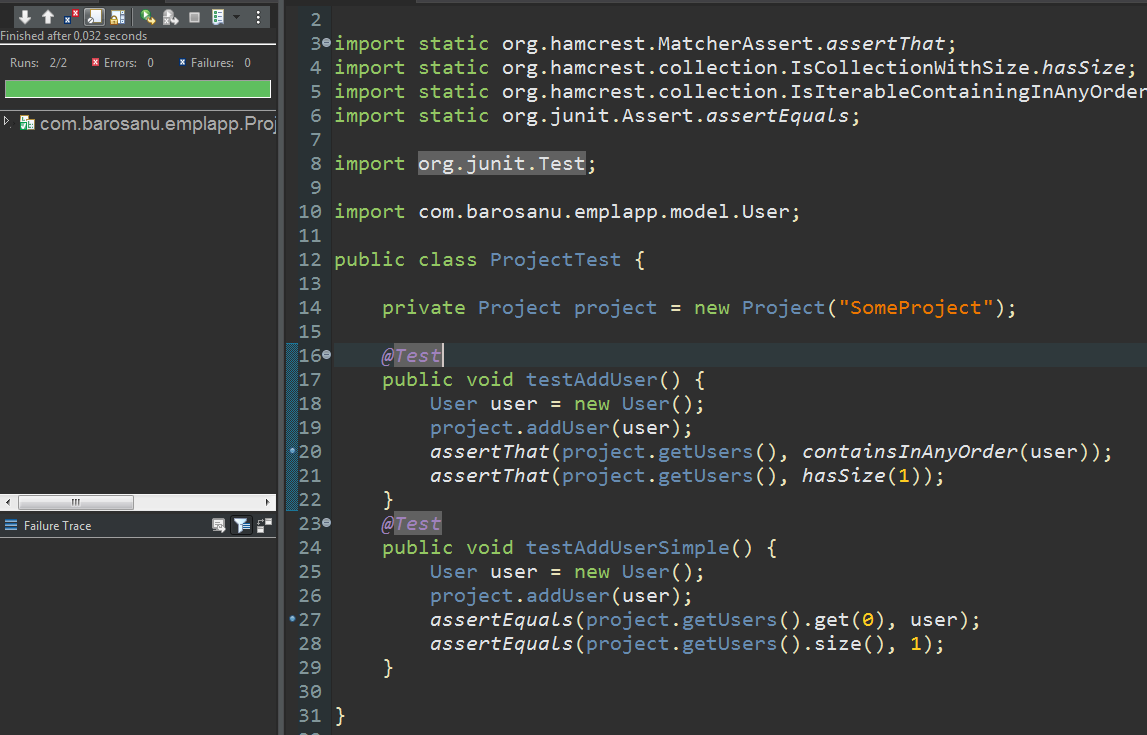 Finished after 0,032 seconds
Runs: 2/2 Errors: 0 Failures: 0
com.barosanu.emplapp.Proj
Failure Trace
2
3 import static org.hamcrest.MatcherAssert.assertThat;
4 import static org.hamcrest.collection.IsCollectionWithSize.hasSize;
5 import static org.hamcrest.collection.IsIterableContainingInAnyOrder
6 import static org.junit.Assert.assertEquals;
7
8 import org.junit.Test;
9
10 import com.barosanu.emplapp.model.User;
11
12 public class ProjectTest {
13
14 private Project project = new Project("SomeProject");
15
16 @Test
17 public void testAddUser() {
18 User user = new User();
19 project.addUser(user);
20 assertThat(project.getUsers(), containsInAnyOrder(user));
21 assertThat(project.getUsers(), hasSize(1));
22 }
23 @Test
24 public void testAddUserSimple() {
25 User user = new User();
26 project.addUser(user);
27 assertEquals(project.getUsers().get(0), user);
28 assertEquals(project.getUsers().size(), 1);
29 }
30
31 }